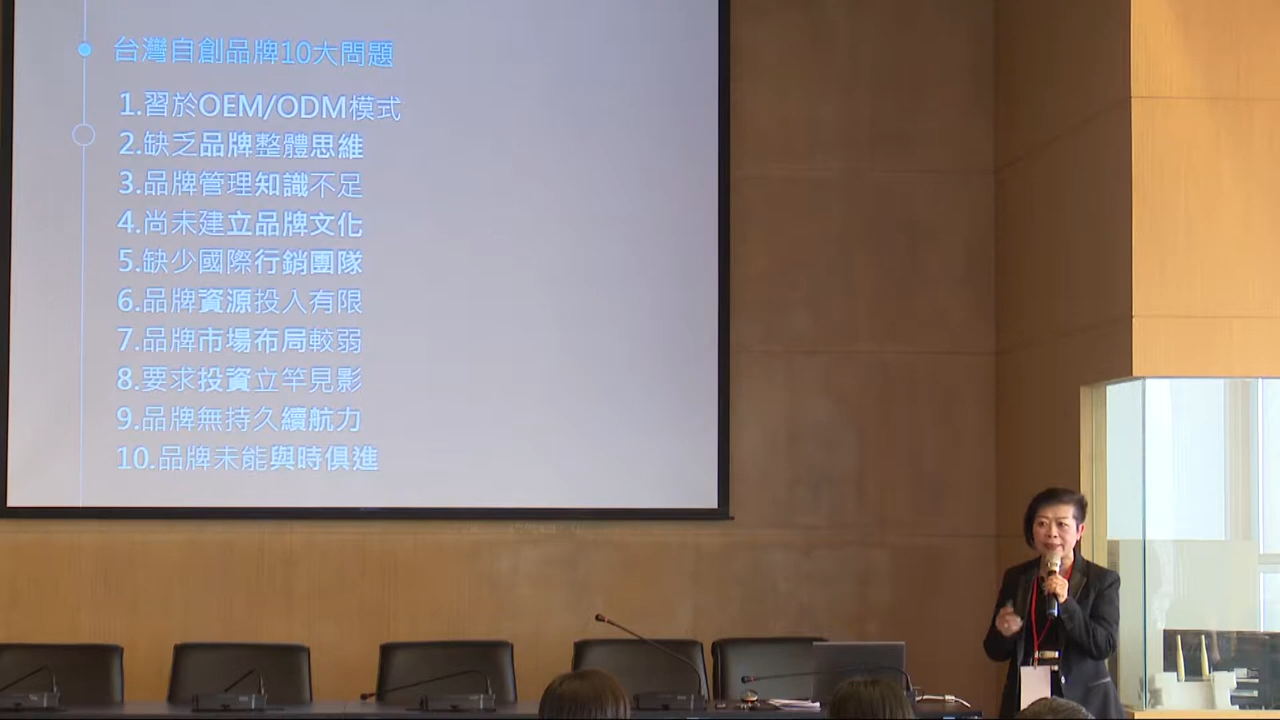 台灣自創品牌10大問題
1.習於OEM/ODM模式
2.缺乏品牌整體思維
3.品牌管理知識不足
4.尚未建立品牌文化
5.缺少國際行銷團隊
6.品牌資源投入有限
7.品牌市場布局較弱
8.要求投資立竿見影
9.品牌無持久續航力
10.品牌未能與時俱進